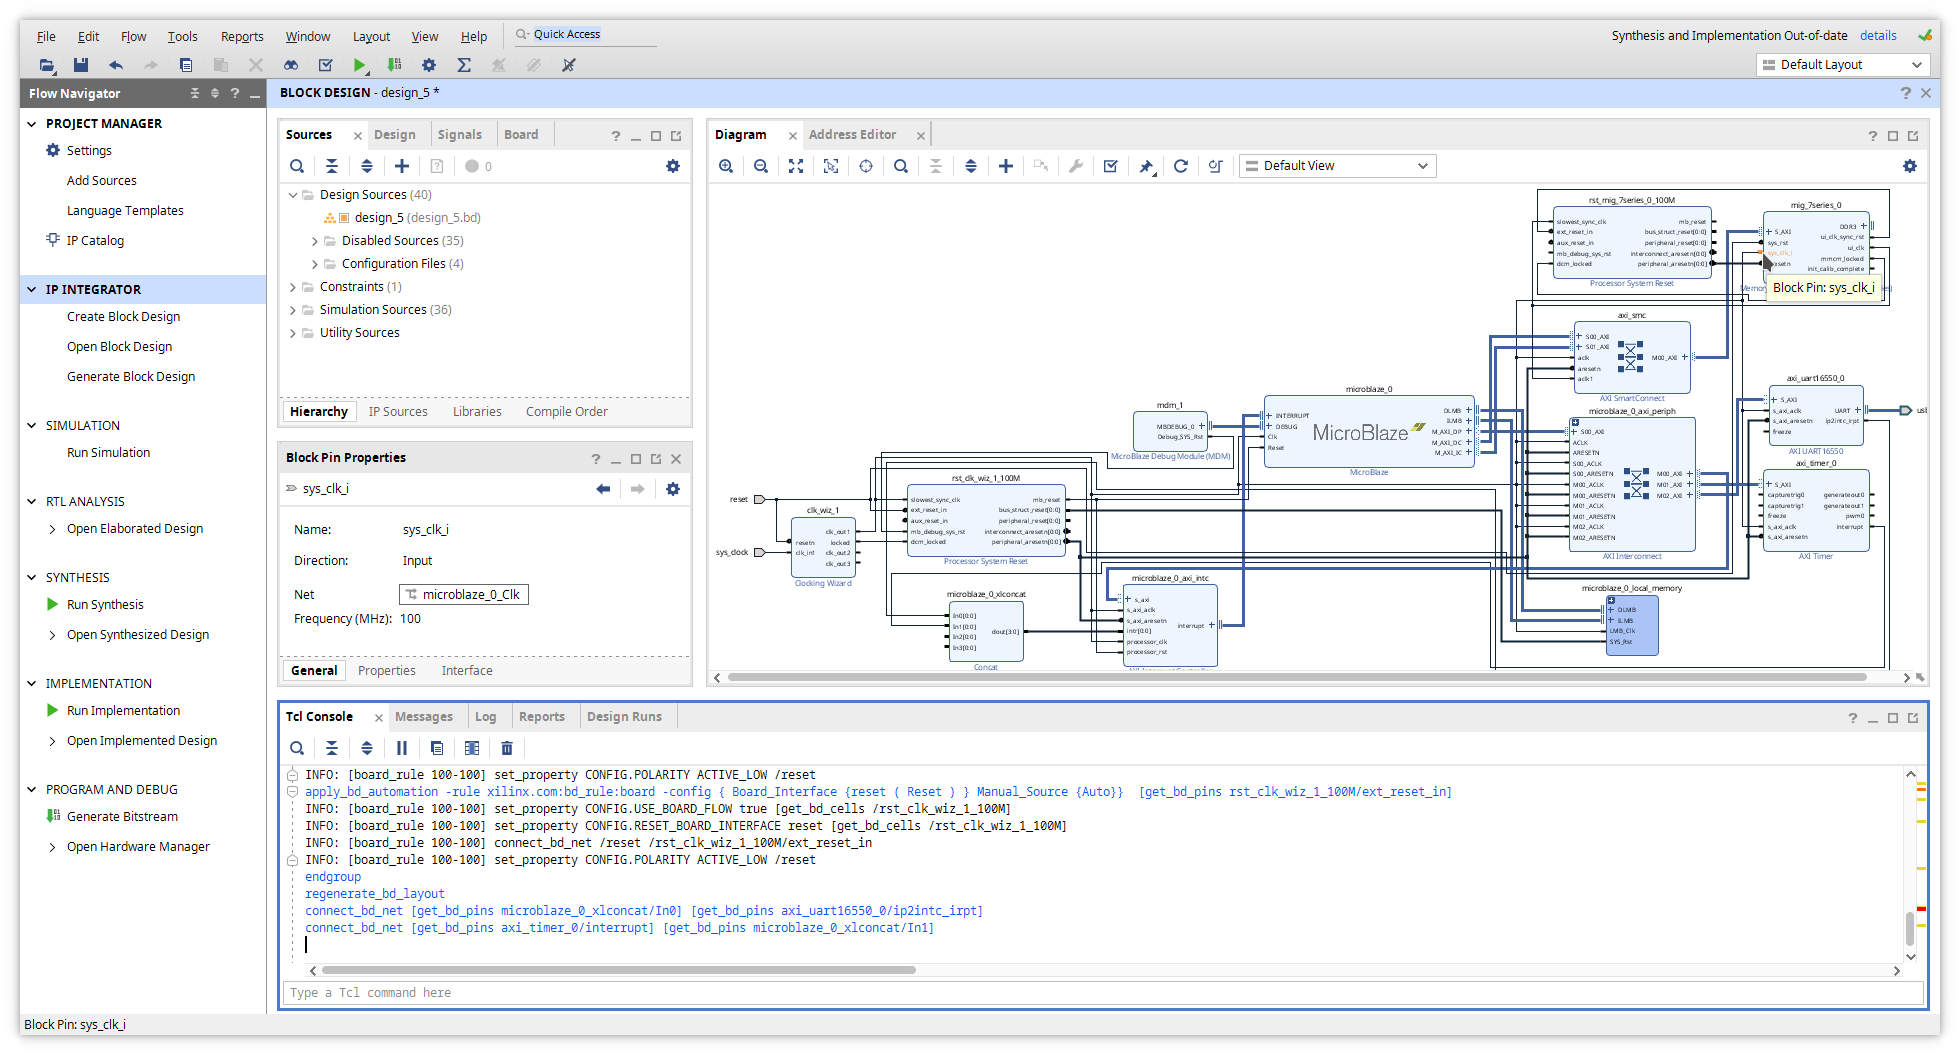 File Edit Flow Tools Reports Window Layout View Help Quick Access
Synthesis and Implementation Out-of-date details
Default Layout
Flow Navigator
PROJECT MANAGER
Settings
Add Sources
Language Templates
IP Catalog
IP INTEGRATOR
Create Block Design
Open Block Design
Generate Block Design
SIMULATION
Run Simulation
RTL ANALYSIS
Open Elaborated Design
SYNTHESIS
Run Synthesis
Open Synthesized Design
IMPLEMENTATION
Run Implementation
Open Implemented Design
PROGRAM AND DEBUG
Generate Bitstream
Open Hardware Manager
BLOCK DESIGN - design_5 *
Sources Design Signals Board
0
Design Sources (40)
design_5 (design_5.bd)
Disabled Sources (35)
Configuration Files (4)
Constraints (1)
Simulation Sources (36)
Utility Sources
Hierarchy IP Sources Libraries Compile Order
Block Pin Properties
sys_clk_i
Name: sys_clk_i
Direction: Input
Net microblaze_0_Clk
Frequency (MHz): 100
General Properties Interface
Diagram Address Editor
Default View
rst_mig_7series_0_100M
slowest_sync_clk mb_reset
ext_reset_in bus_struct_reset[0:0]
aux_reset_in peripheral_reset[0:0]
mb_debug_sys_rst interconnect_aresetn[0:0]
dcm_locked peripheral_aresetn[0:0]
Processor System Reset
mig_7series_0
DDR3
S_AXI ui_clk_sync_rst
sys_rst ui_clk
sys_clk_i mmcm_locked
init_calib_complete
Block Pin: sys_clk_i
axi_smc
S00_AXI
S01_AXI
aclk M00_AXI
aresetn
aclk1
AXI SmartConnect
axi_uart16550_0
S_AXI
s_axi_aclk UART
s_axi_aresetn ip2intc_irpt
freeze
AXI UART16550
usb
microblaze_0
INTERRUPT DLMB
DEBUG ILMB
Clk M_AXI_DP
Reset M_AXI_DC
M_AXI_IC
MicroBlaze
MicroBlaze
mdm_1
MBDEBUG_0
Debug_SYS_Rst
MicroBlaze Debug Module (MDM)
microblaze_0_axi_periph
S00_AXI
ACLK
ARESETN
S00_ACLK
S00_ARESETN M00_AXI
M00_ACLK M01_AXI
M00_ARESETN M02_AXI
M01_ACLK
M01_ARESETN
M02_ACLK
M02_ARESETN
AXI Interconnect
axi_timer_0
S_AXI
capturetrig0 generateout0
capturetrig1 generateout1
freeze pwm0
s_axi_aclk interrupt
s_axi_aresetn
AXI Timer
reset
sys_clock
clk_wiz_1
clk_out1
resetn locked
clk_in1 clk_out2
clk_out3
Clocking Wizard
rst_clk_wiz_1_100M
slowest_sync_clk mb_reset
ext_reset_in bus_struct_reset[0:0]
aux_reset_in peripheral_reset[0:0]
mb_debug_sys_rst interconnect_aresetn[0:0]
dcm_locked peripheral_aresetn[0:0]
Processor System Reset
microblaze_0_xlconcat
In0[0:0]
In1[0:0]
In2[0:0] dout[3:0]
In3[0:0]
Concat
microblaze_0_axi_intc
s_axi
s_axi_aclk
s_axi_aresetn
intr[0:0] interrupt
processor_clk
processor_rst
microblaze_0_local_memory
DLMB
ILMB
LMB_Clk
SYS_Rst
Tcl Console Messages Log Reports Design Runs
INFO: [board_rule 100-100] set_property CONFIG.POLARITY ACTIVE_LOW /reset
apply_bd_automation -rule xilinx.com:bd_rule:board -config { Board_Interface {reset ( Reset ) } Manual_Source {Auto}}  [get_bd_pins rst_clk_wiz_1_100M/ext_reset_in]
INFO: [board_rule 100-100] set_property CONFIG.USE_BOARD_FLOW true [get_bd_cells /rst_clk_wiz_1_100M]
INFO: [board_rule 100-100] set_property CONFIG.RESET_BOARD_INTERFACE reset [get_bd_cells /rst_clk_wiz_1_100M]
INFO: [board_rule 100-100] connect_bd_net /reset /rst_clk_wiz_1_100M/ext_reset_in
INFO: [board_rule 100-100] set_property CONFIG.POLARITY ACTIVE_LOW /reset
endgroup
regenerate_bd_layout
connect_bd_net [get_bd_pins microblaze_0_xlconcat/In0] [get_bd_pins axi_uart16550_0/ip2intc_irpt]
connect_bd_net [get_bd_pins axi_timer_0/interrupt] [get_bd_pins microblaze_0_xlconcat/In1]
Type a Tcl command here
Block Pin: sys_clk_i